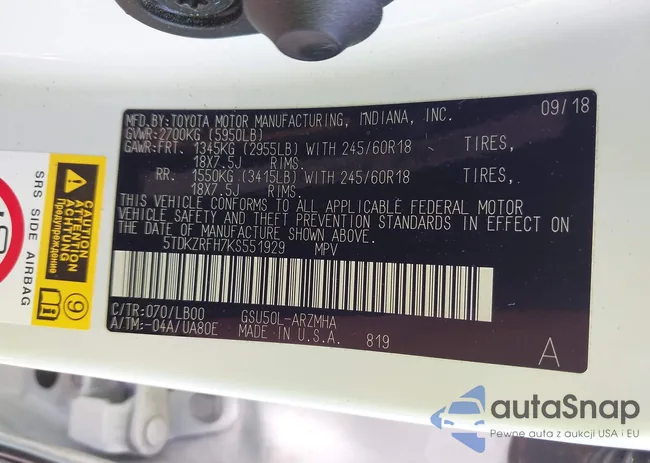 MFD.BY: TOYOTA MOTOR MANUFACTURING, INDIANA, INC. 09/18
GVWR: 2700KG (5950LB)
GAWR: FRT. 1345KG (2955LB) WITH 245/60R18 TIRES,
18X7.5J RIMS.
RR. 1550KG (3415LB) WITH 245/60R18 TIRES,
18X7.5J RIMS
THIS VEHICLE CONFORMS TO ALL APPLICABLE FEDERAL MOTOR
VEHICLE SAFETY AND THEFT PREVENTION STANDARDS IN EFFECT ON
THE DATE OF MANUFACTURE SHOWN ABOVE.
5TDKZRFH7KS551929 MPV
C/TR: 070/LB00 GSU50L-ARZMHA
A/TM: -04A/UA80E MADE IN U.S.A. 819 A
SRS SIDE AIRBAG
CAUTION
ATTENTION
ACHTUNG
Предупреждение
9
autaSnap
Pewne auta z aukcji USA i EU